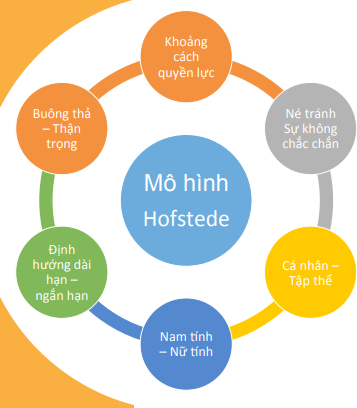 Khoảng
cách
quyền lực
Né tránh
Sự không
chắc chắn
Cá nhân –
Tập thể
Nam tính
– Nữ tính
Định
hướng dài
hạn –
ngắn hạn
Buông thả
– Thận
trọng
Mô hình
Hofstede